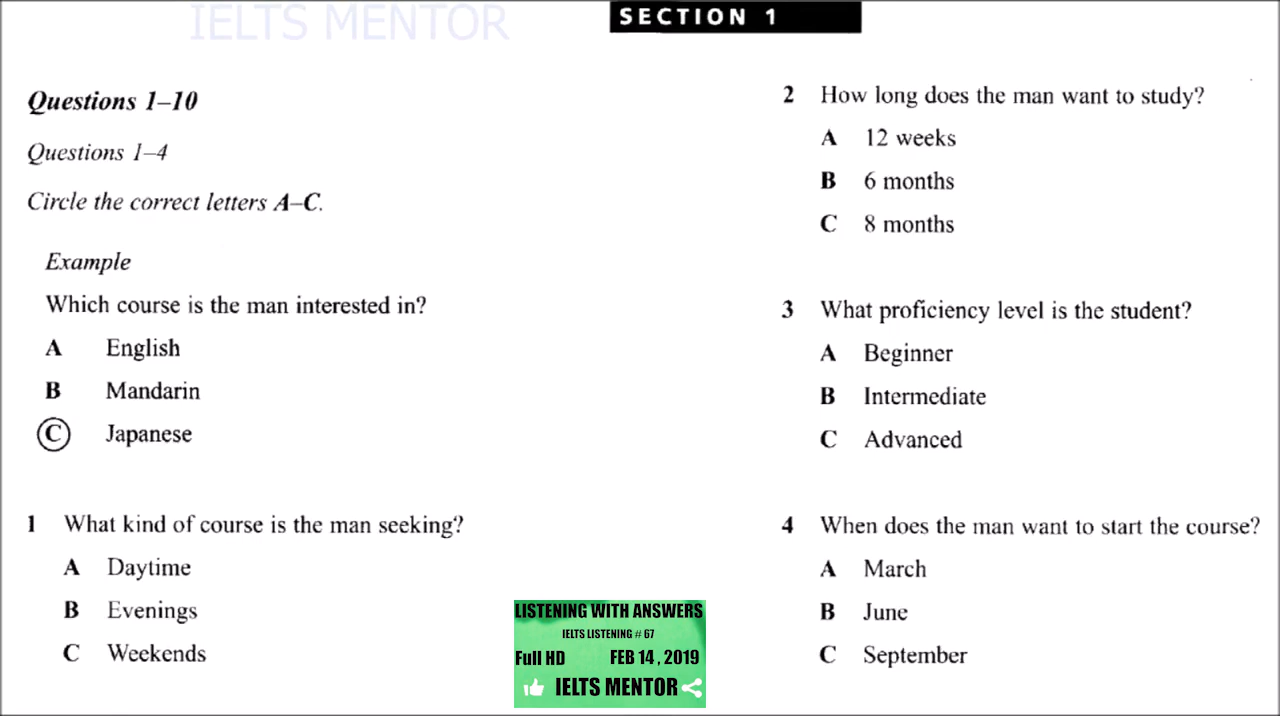 IELTS MENTOR
SECTION 1
Questions 1–10
Questions 1–4
Circle the correct letters A–C.
Example
Which course is the man interested in?
A English
B Mandarin
C Japanese
1 What kind of course is the man seeking?
A Daytime
B Evenings
C Weekends
2 How long does the man want to study?
A 12 weeks
B 6 months
C 8 months
3 What proficiency level is the student?
A Beginner
B Intermediate
C Advanced
4 When does the man want to start the course?
A March
B June
C September
LISTENING WITH ANSWERS
IELTS LISTENING # 67
Full HD FEB 14 , 2019
IELTS MENTOR